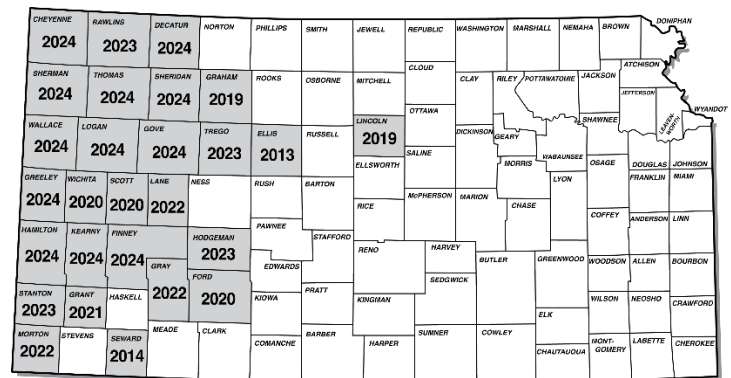 CHEYENNE
2024
RAWLINS
2023
DECATUR
2024
NORTON
PHILLIPS
SMITH
JEWELL
REPUBLIC
WASHINGTON
MARSHALL
NEMAHA
BROWN
DONIPHAN
SHERMAN
2024
THOMAS
2024
SHERIDAN
2024
GRAHAM
2019
ROOKS
OSBORNE
MITCHELL
CLOUD
CLAY
RILEY
POTTAWATOMIE
JACKSON
ATCHISON
JEFFERSON
LEAVEN-
WORTH
WYANDOT
WALLACE
2024
LOGAN
2024
GOVE
2024
TREGO
2023
ELLIS
2013
RUSSELL
LINCOLN
2019
OTTAWA
DICKINSON
GEARY
SHAWNEE
WABAUNSEE
MORRIS
SALINE
ELLSWORTH
OSAGE
DOUGLAS
JOHNSON
GREELEY
2024
WICHITA
2020
SCOTT
2020
LANE
2022
NESS
RUSH
BARTON
RICE
McPHERSON
MARION
CHASE
LYON
FRANKLIN
MIAMI
HAMILTON
2024
KEARNY
2024
FINNEY
2024
HODGEMAN
2023
PAWNEE
STAFFORD
EDWARDS
RENO
HARVEY
BUTLER
GREENWOOD
COFFEY
ANDERSON
LINN
GRAY
2022
FORD
2020
KIOWA
PRATT
KINGMAN
SEDGWICK
WOODSON
ALLEN
BOURBON
STANTON
2023
GRANT
2021
HASKELL
ELK
WILSON
NEOSHO
CRAWFORD
MORTON
2022
STEVENS
SEWARD
2014
MEADE
CLARK
COMANCHE
BARBER
HARPER
SUMNER
COWLEY
CHAUTAUQUA
MONT-
GOMERY
LABETTE
CHEROKEE